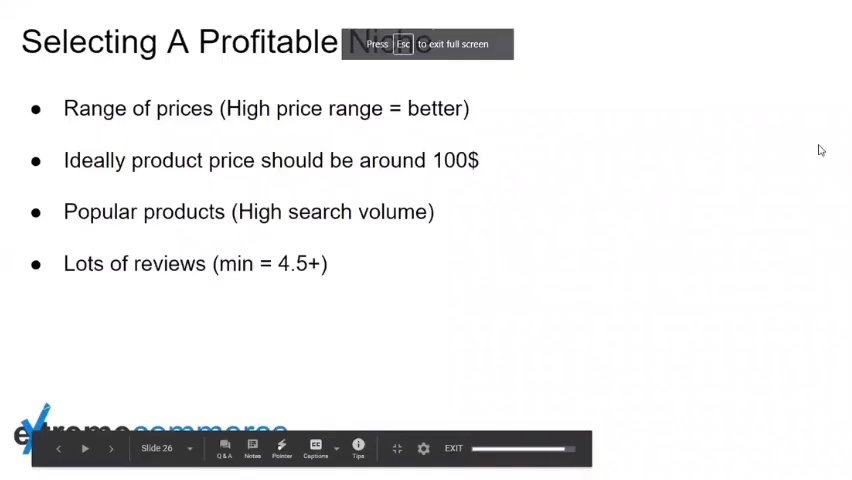 Selecting A Profitable Niche
Press Esc to exit full screen
● Range of prices (High price range = better)
● Ideally product price should be around 100$
● Popular products (High search volume)
● Lots of reviews (min = 4.5+)
extremecommerce
Slide 26
Q & A
Notes
Pointer
Captions
Tips
EXIT